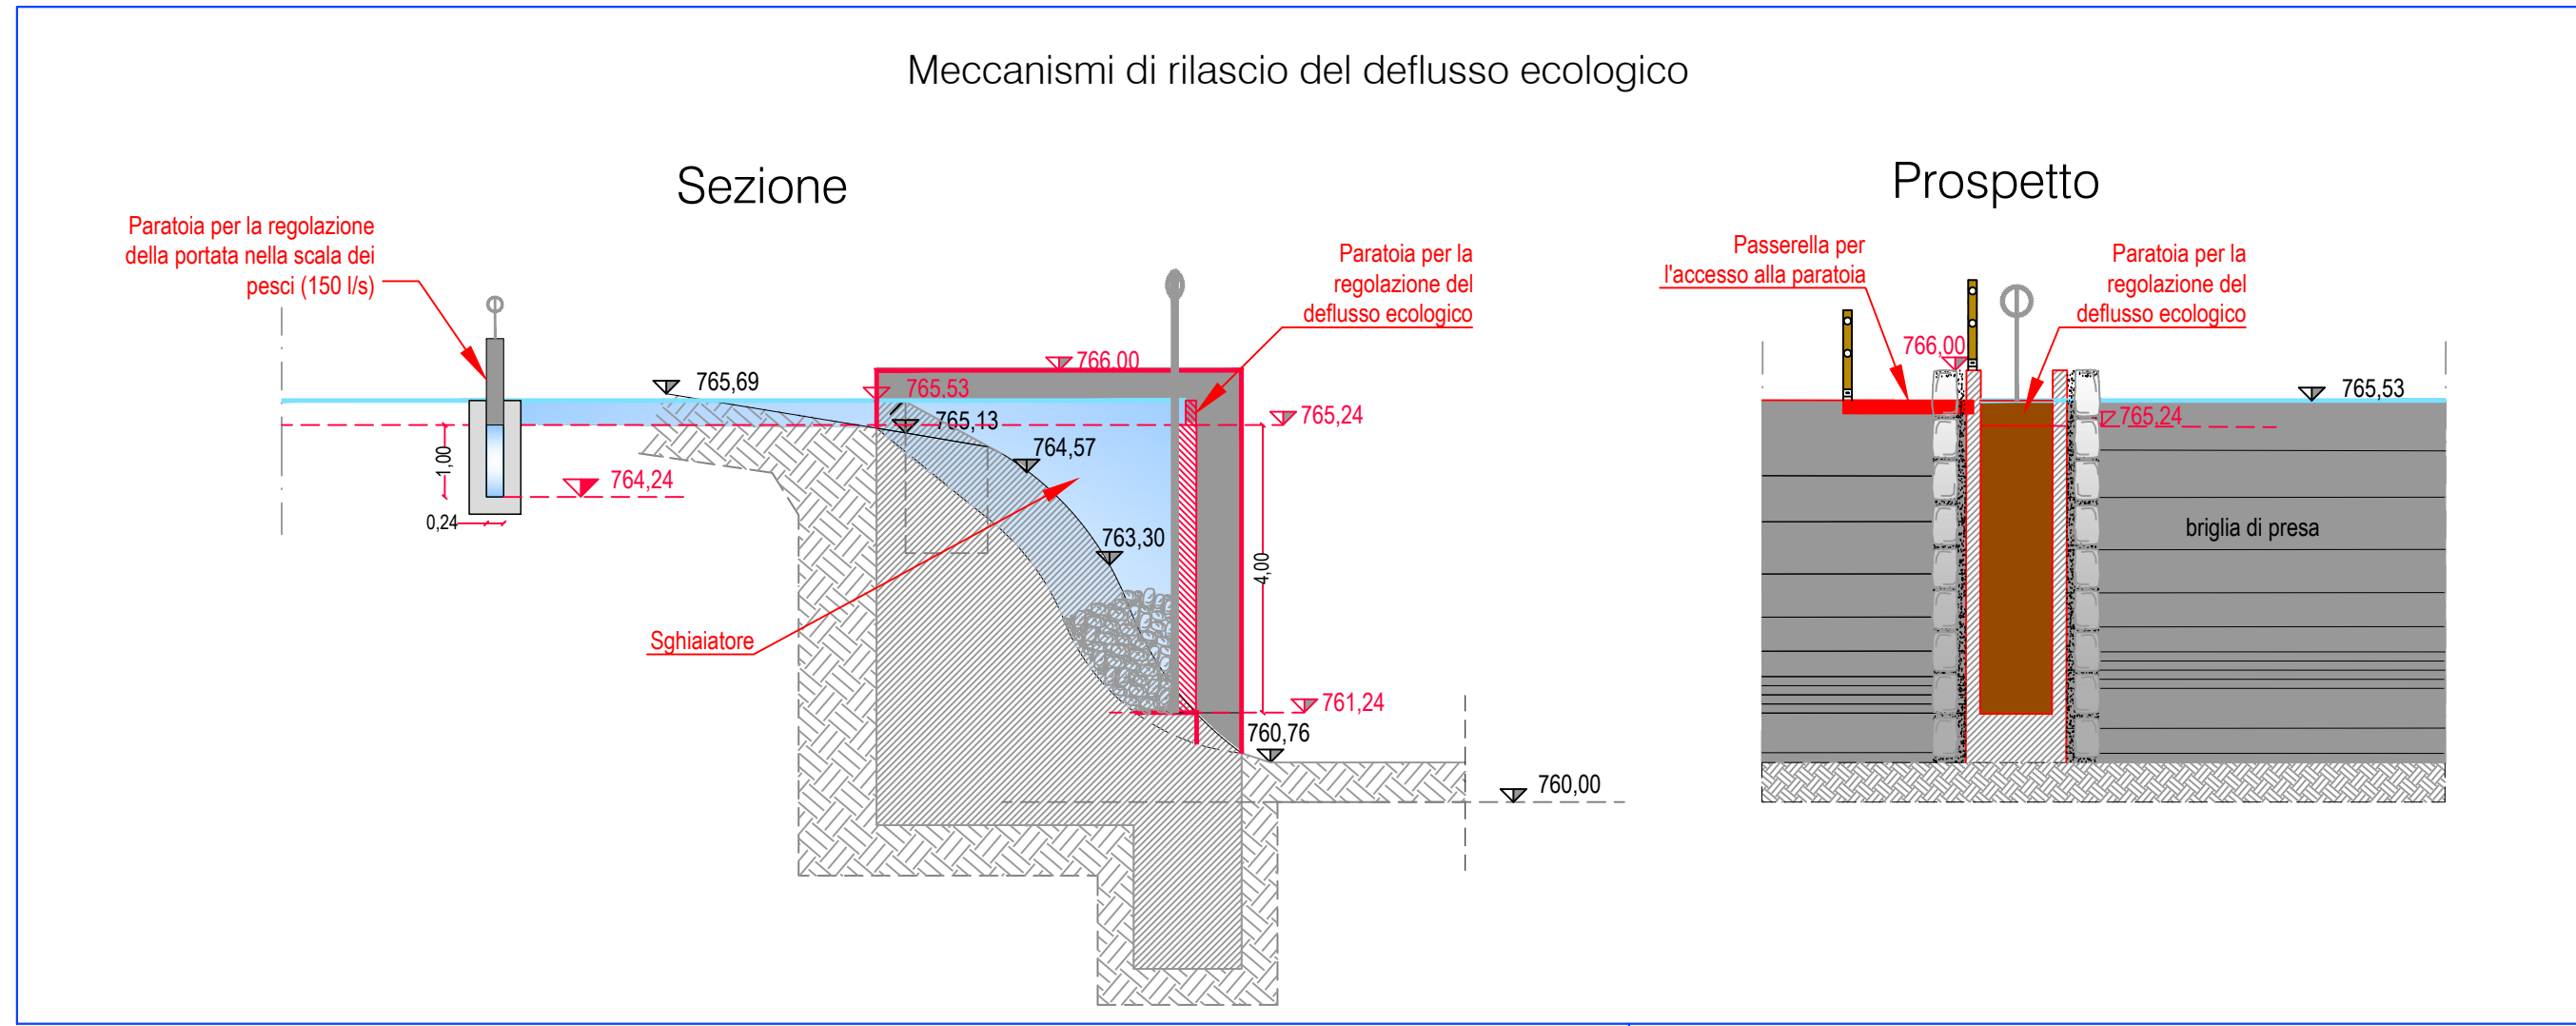 Meccanismi di rilascio del deflusso ecologico
Sezione
Paratoia per la regolazione
della portata nella scala dei
pesci (150 l/s)
Paratoia per la
regolazione del
deflusso ecologico
766,00
765,69
765,53
765,13
765,24
764,57
1,00
764,24
0,24
763,30
4,00
Sghiaiatore
761,24
760,76
760,00
Prospetto
Passerella per
l'accesso alla paratoia
Paratoia per la
regolazione del
deflusso ecologico
766,00
765,53
765,24
briglia di presa